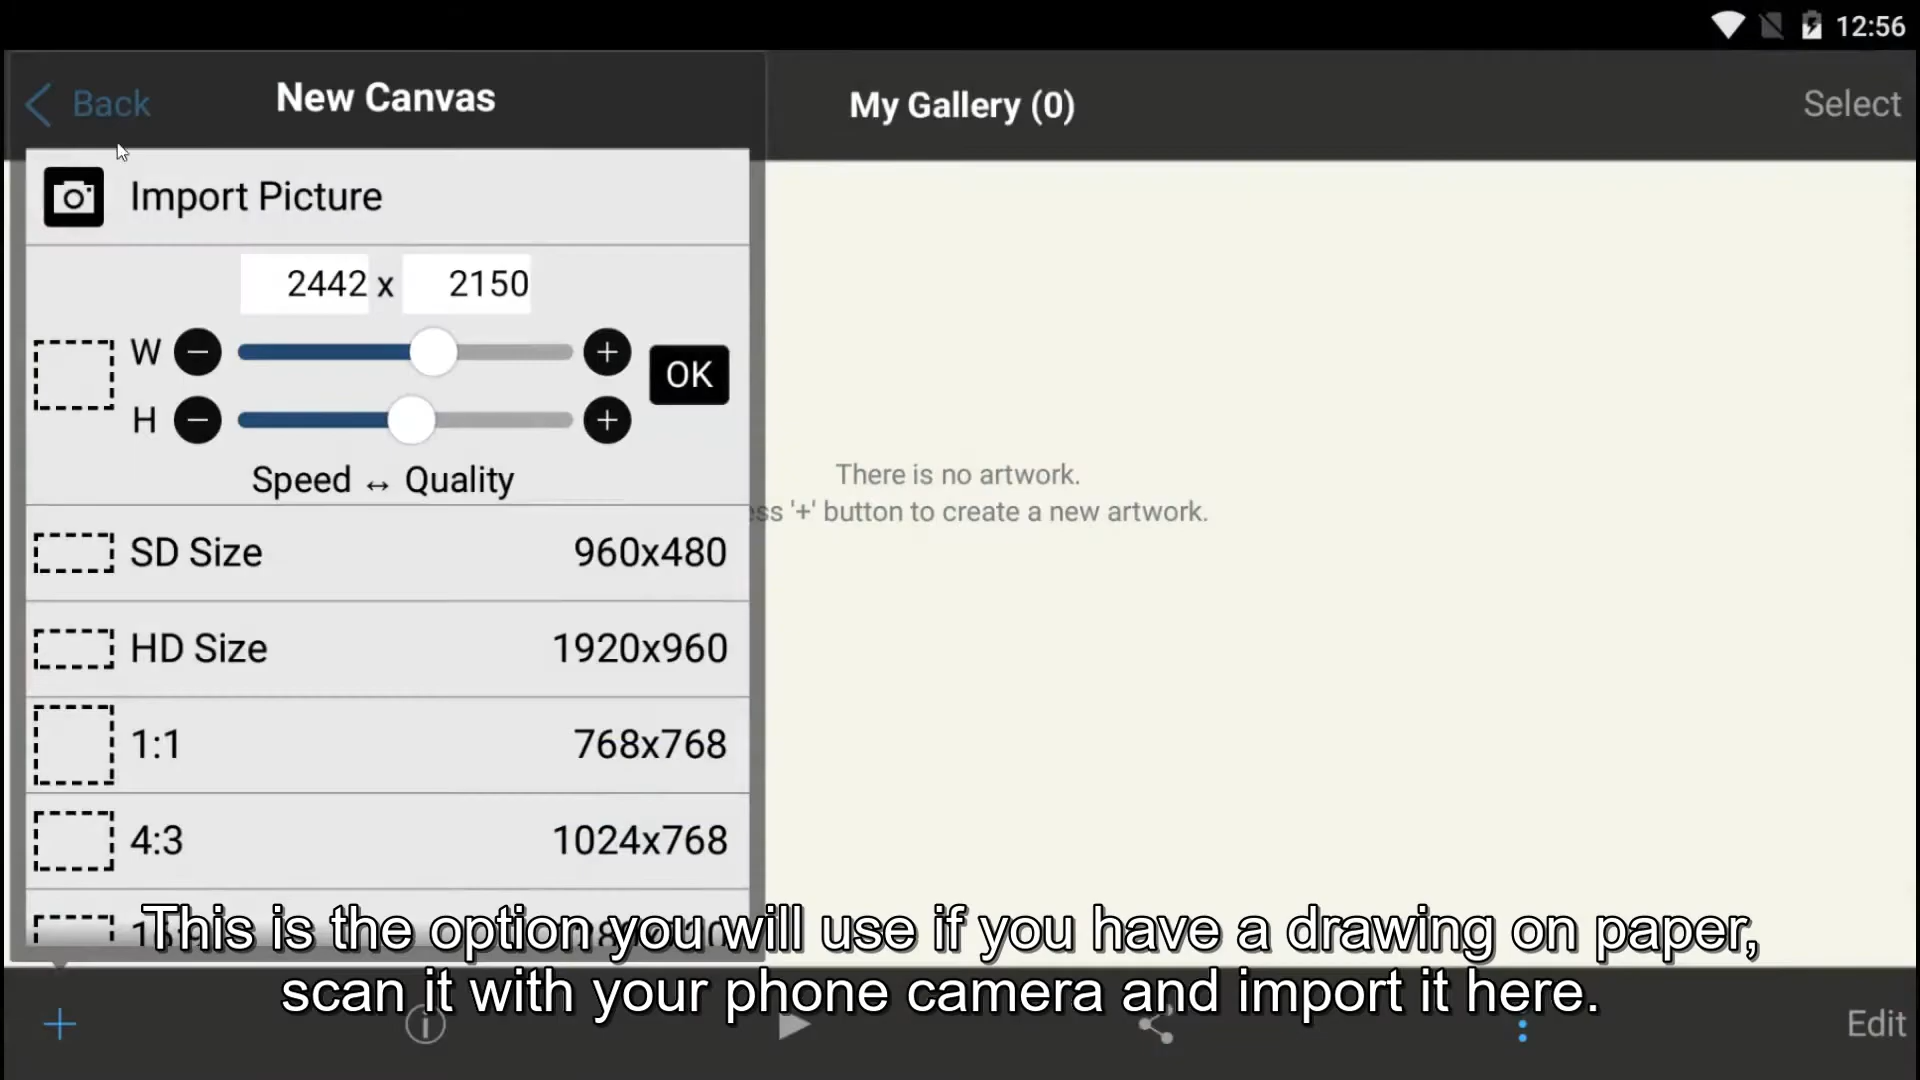 12:56
Back
New Canvas
My Gallery (0)
Select
Import Picture
2442 x 2150
W
OK
H
Speed ↔ Quality
There is no artwork.
'+' button to create a new artwork.
SD Size 960x480
HD Size 1920x960
1:1 768x768
4:3 1024x768
This is the option you will use if you have a drawing on paper,
scan it with your phone camera and import it here.
Edit